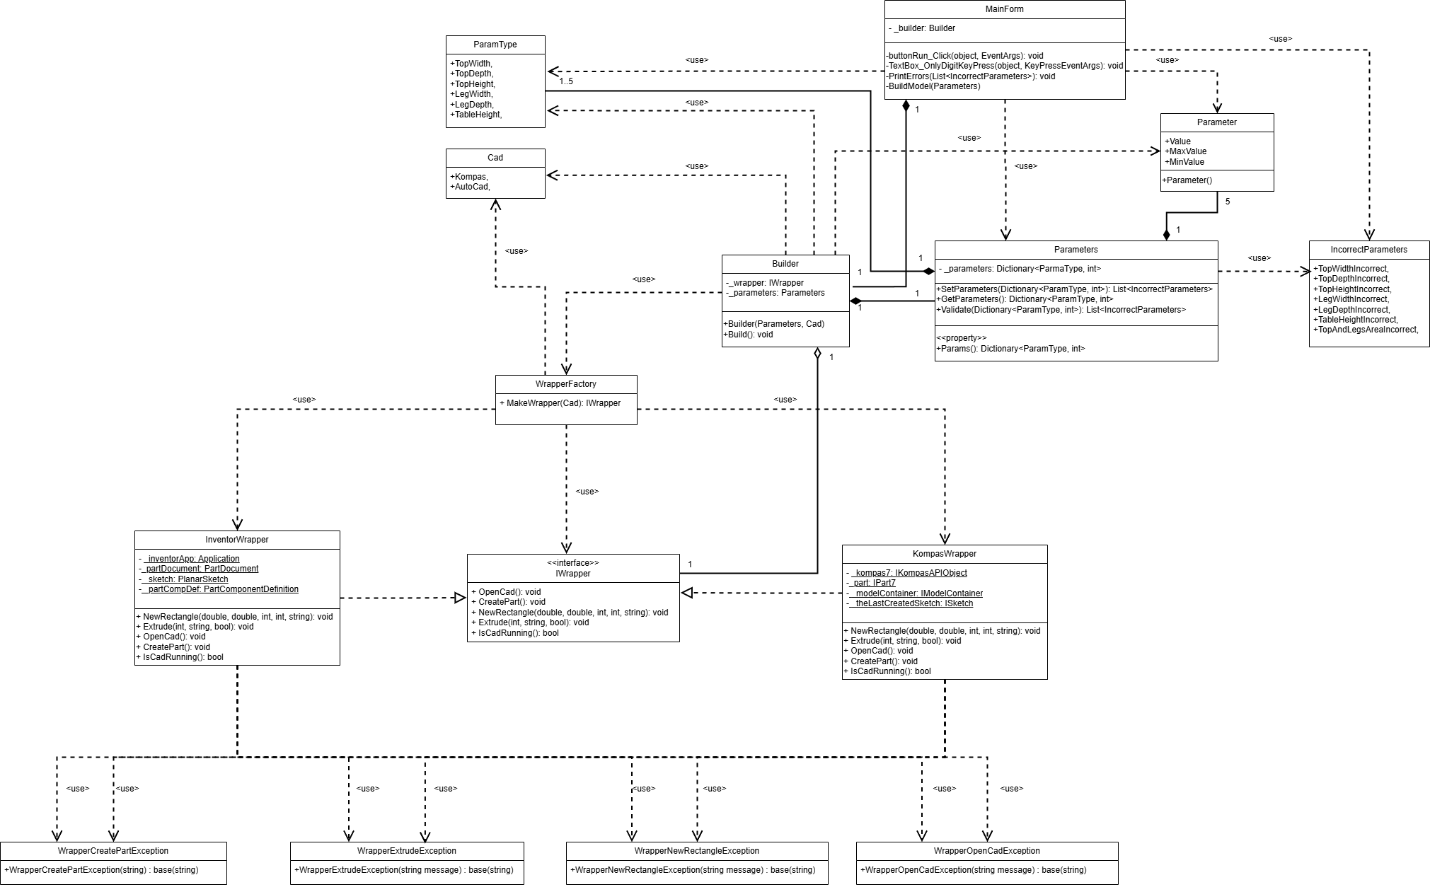 MainForm
- _builder: Builder
-buttonRun_Click(object, EventArgs): void
-TextBox_OnlyDigitKeyPress(object, KeyPressEventArgs): void
-PrintErrors(List<IncorrectParameters>): void
-BuildModel(Parameters)
ParamType
+TopWidth,
+TopDepth,
+TopHeight,
+LegWidth,
+LegDepth,
+TableHeight,
<use>
<use>
<use>
1..5
<use>
1
Parameter
+Value
+MaxValue
+MinValue
+Parameter()
<use>
Cad
+Kompas,
+AutoCad,
<use>
<use>
5
1
<use>
Parameters
- _parameters: Dictionary<ParmaType, int>
+SetParameters(Dictionary<ParamType, int>): List<IncorrectParameters>
+GetParameters(): Dictionary<ParamType, int>
+Validate(Dictionary<ParamType, int>): List<IncorrectParameters>
<<property>>
+Params(): Dictionary<ParamType, int>
<use>
IncorrectParameters
+TopWidthIncorrect,
+TopDepthIncorrect,
+TopHeightIncorrect,
+LegWidthIncorrect,
+LegDepthIncorrect,
+TableHeightIncorrect,
+TopAndLegsAreaIncorrect,
Builder
-_wrapper: IWrapper
-_parameters: Parameters
+Builder(Parameters, Cad)
+Build(): void
1
1
1
1
<use>
1
WrapperFactory
+ MakeWrapper(Cad): IWrapper
<use>
<use>
<use>
InventorWrapper
- _inventorApp: Application
-_partDocument: PartDocument
- _sketch: PlanarSketch
- _partCompDef: PartComponentDefinition
+ NewRectangle(double, double, int, int, string): void
+ Extrude(int, string, bool): void
+ OpenCad(): void
+ CreatePart(): void
+ IsCadRunning(): bool
<<interface>>
IWrapper
+ OpenCad(): void
+ CreatePart(): void
+ NewRectangle(double, double, int, int, string): void
+ Extrude(int, string, bool): void
+ IsCadRunning(): bool
1
KompasWrapper
- _kompas7: IKompasAPIObject
-_part: IPart7
- _modelContainer: IModelContainer
- _theLastCreatedSketch: ISketch
+ NewRectangle(double, double, int, int, string): void
+ Extrude(int, string, bool): void
+ OpenCad(): void
+ CreatePart(): void
+ IsCadRunning(): bool
<use>
<use>
<use>
<use>
<use>
<use>
<use>
<use>
WrapperCreatePartException
+WrapperCreatePartException(string) : base(string)
WrapperExtrudeException
+WrapperExtrudeException(string message) : base(string)
WrapperNewRectangleException
+WrapperNewRectangleException(string message) : base(string)
WrapperOpenCadException
+WrapperOpenCadException(string message) : base(string)